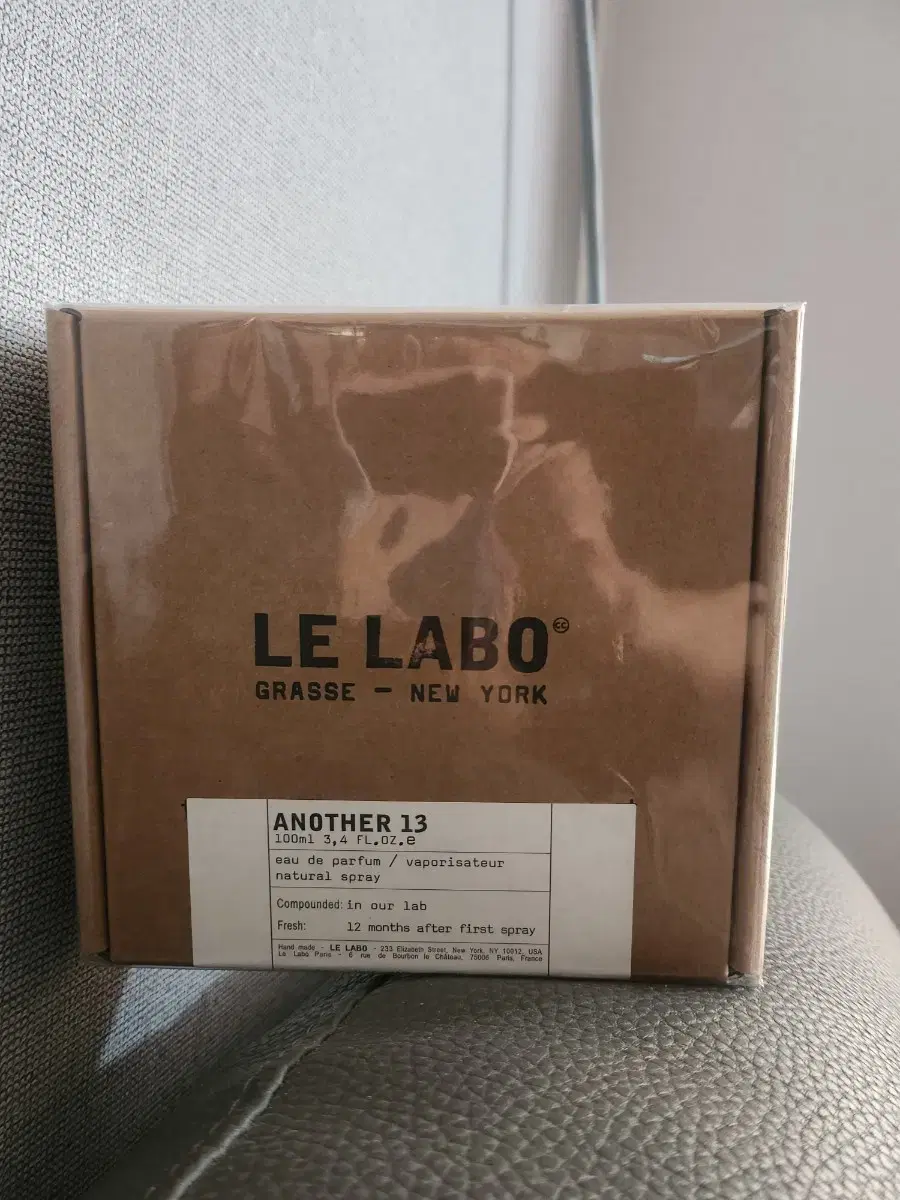 LE LABO
GRASSE — NEW YORK
ANOTHER 13
100ml 3,4 FL.OZ.e
eau de parfum / vaporisateur
natural spray
Compounded: in our lab
Fresh: 12 months after first spray
Hand made - LE LABO - 233 Elizabeth Street, New York, NY 10012, USA
Le Labo Paris - 6 rue de Bourbon le Château, 75006 Paris, France